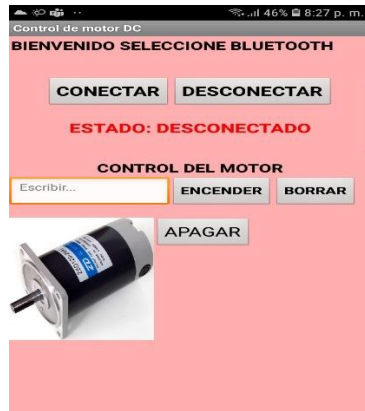 46% 8:27 p. m.
Control de motor DC
BIENVENIDO SELECCIONE BLUETOOTH
CONECTAR DESCONECTAR
ESTADO: DESCONECTADO
CONTROL DEL MOTOR
Escribir... ENCENDER BORRAR
APAGAR
ZD